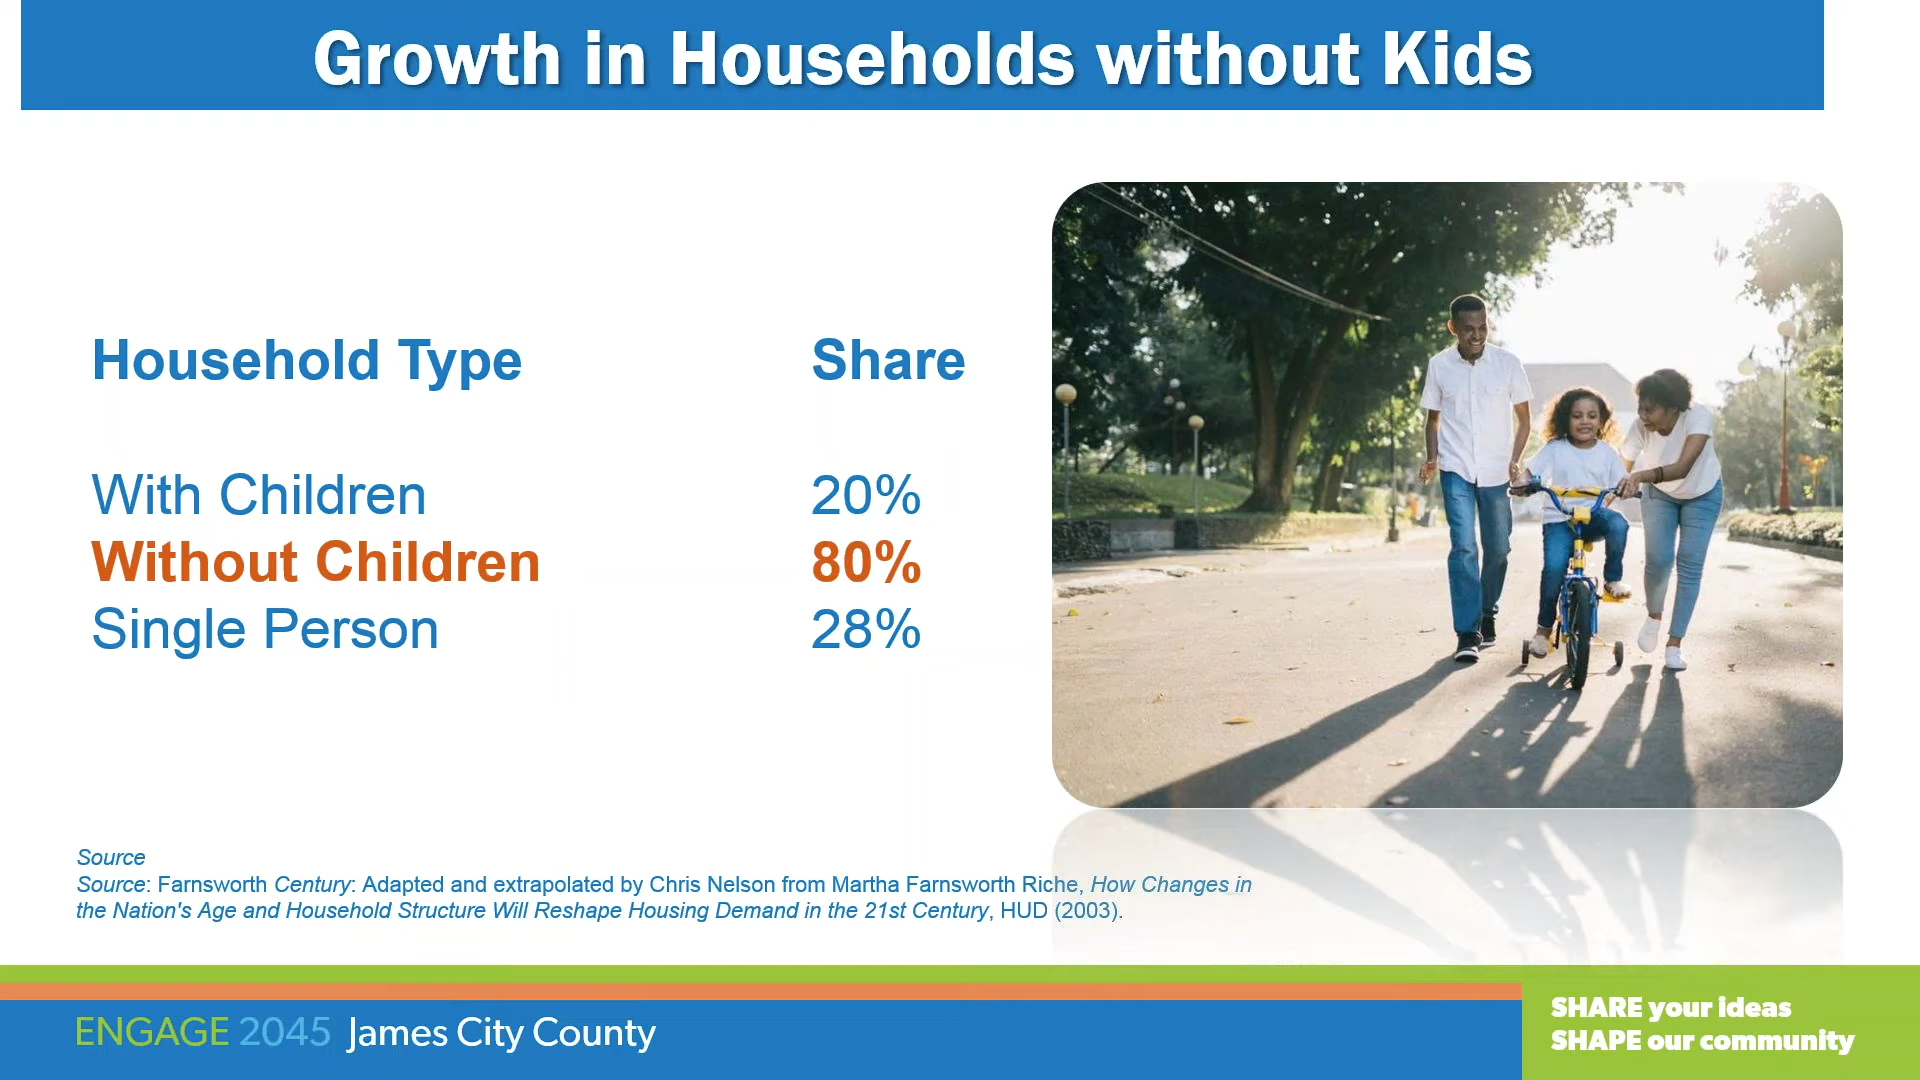 Growth in Households without Kids
Household Type Share
With Children 20%
Without Children 80%
Single Person 28%
Source
Source: Farnsworth Century: Adapted and extrapolated by Chris Nelson from Martha Farnsworth Riche, How Changes in
the Nation's Age and Household Structure Will Reshape Housing Demand in the 21st Century, HUD (2003).
ENGAGE 2045 James City County
SHARE your ideas
SHAPE our community